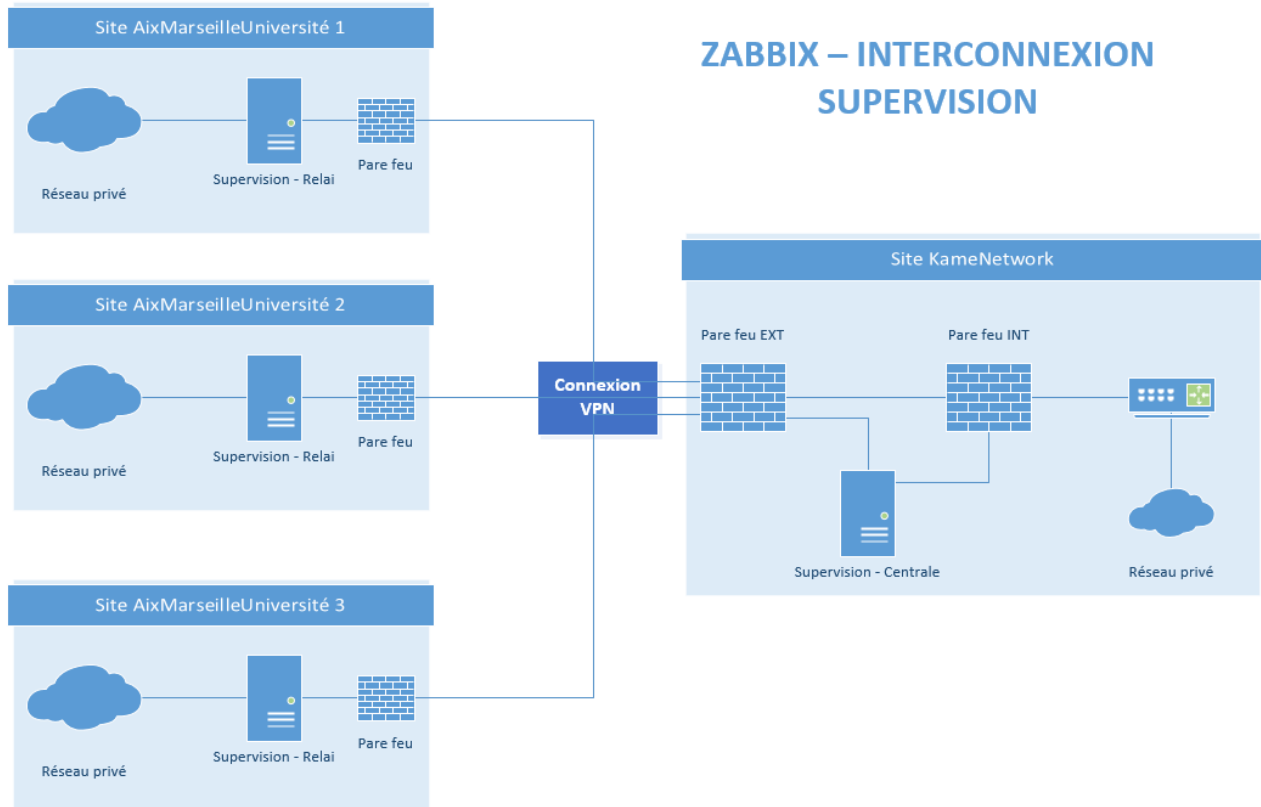 ZABBIX – INTERCONNEXION
SUPERVISION
Site AixMarseilleUniversité 1
Réseau privé
Supervision - Relai
Pare feu
Site AixMarseilleUniversité 2
Réseau privé
Supervision - Relai
Pare feu
Site AixMarseilleUniversité 3
Réseau privé
Supervision - Relai
Pare feu
Connexion
VPN
Site KameNetwork
Pare feu EXT
Pare feu INT
Supervision - Centrale
Réseau privé